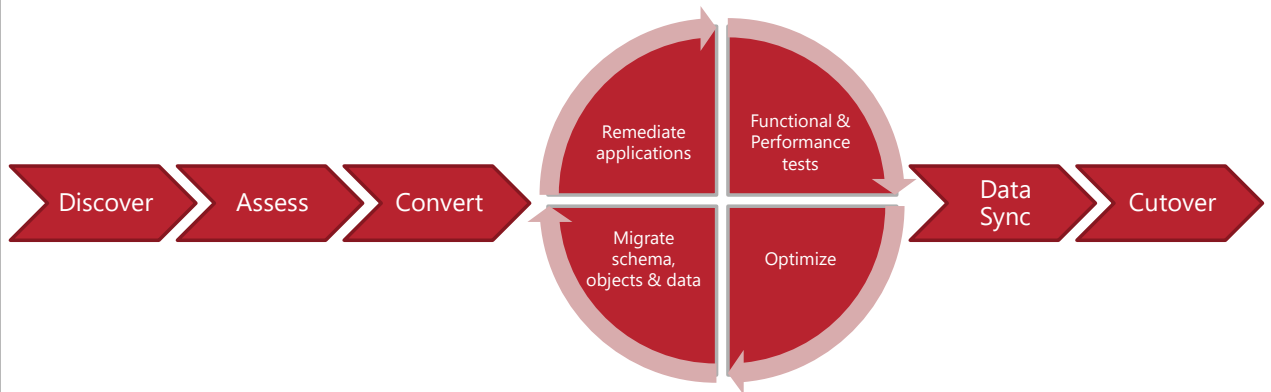 Discover
Assess
Convert
Remediate
applications
Functional &
Performance
tests
Migrate
schema,
objects & data
Optimize
Data
Sync
Cutover